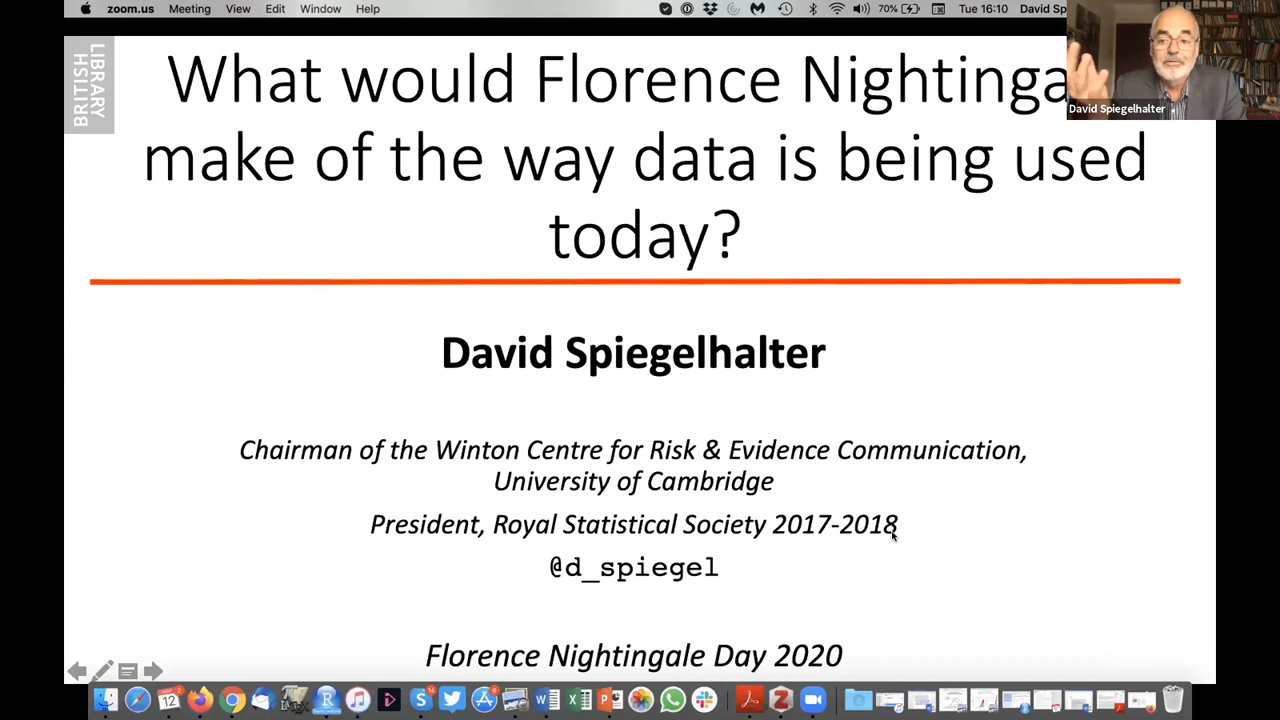 zoom.us Meeting View Edit Window Help 70% Tue 16:10 David Sp
BRITISH
LIBRARY
What would Florence Nightinga
make of the way data is being used
today?
David Spiegelhalter
David Spiegelhalter
Chairman of the Winton Centre for Risk & Evidence Communication,
University of Cambridge
President, Royal Statistical Society 2017-2018
@d_spiegel
Florence Nightingale Day 2020
12